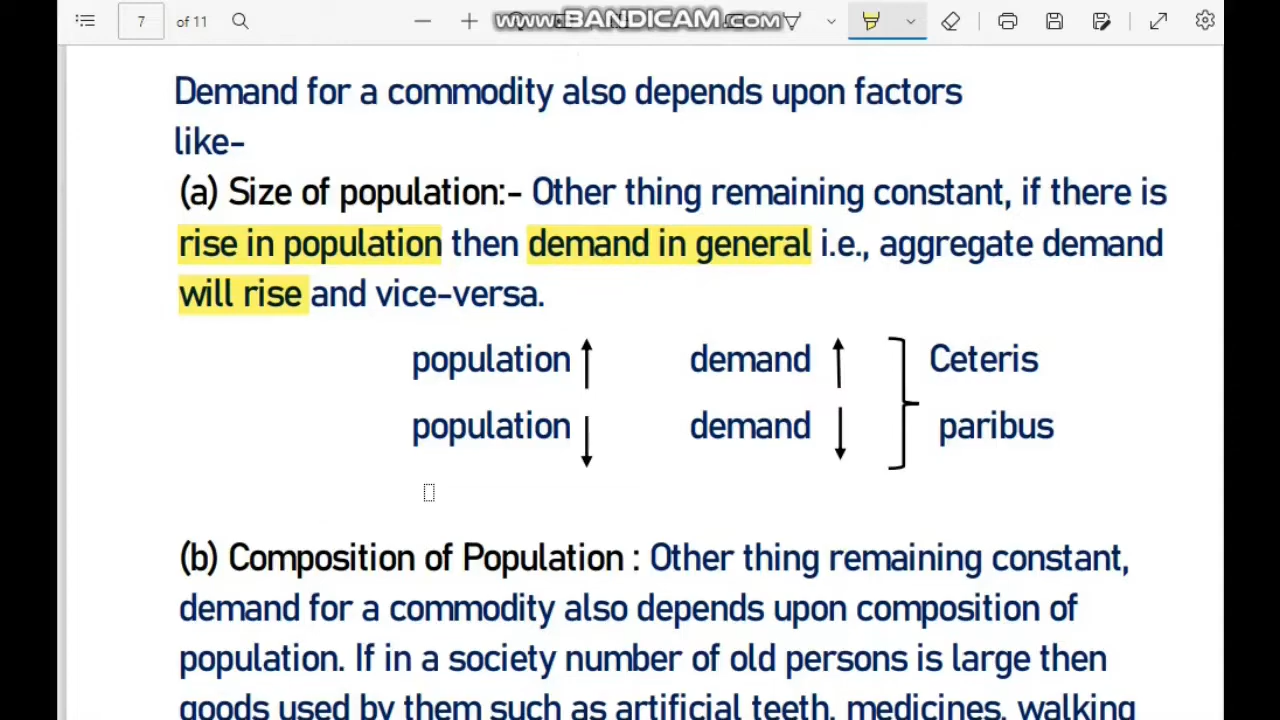 7 of 11
www.BANDICAM.com
Demand for a commodity also depends upon factors
like-
(a) Size of population:- Other thing remaining constant, if there is
rise in population then demand in general i.e., aggregate demand
will rise and vice-versa.
population demand Ceteris
population demand paribus
(b) Composition of Population : Other thing remaining constant,
demand for a commodity also depends upon composition of
population. If in a society number of old persons is large then
goods used by them such as artificial teeth, medicines, walking